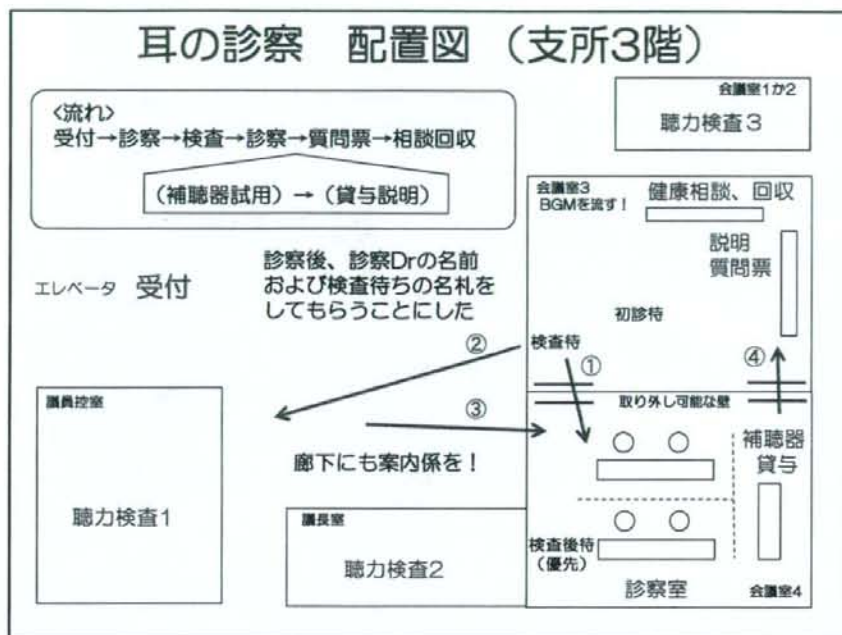 耳の診察 配置図 (支所3階)
<流れ>
受付→診察→検査→診察→質問票→相談回収
(補聴器試用)→(貸与説明)
会議室1か2
聴力検査3
会議室3
BGMを流す!
健康相談、回収
説明
質問票
初診待
エレベータ 受付
診察後、診察Drの名前
および検査待ちの名札を
してもらうことにした
検査待
①
②
③
④
取り外し可能な壁
議員控室
聴力検査1
廊下にも案内係を!
議長室
聴力検査2
補聴器
貸与
検査後待
(優先)
診察室
会議室4